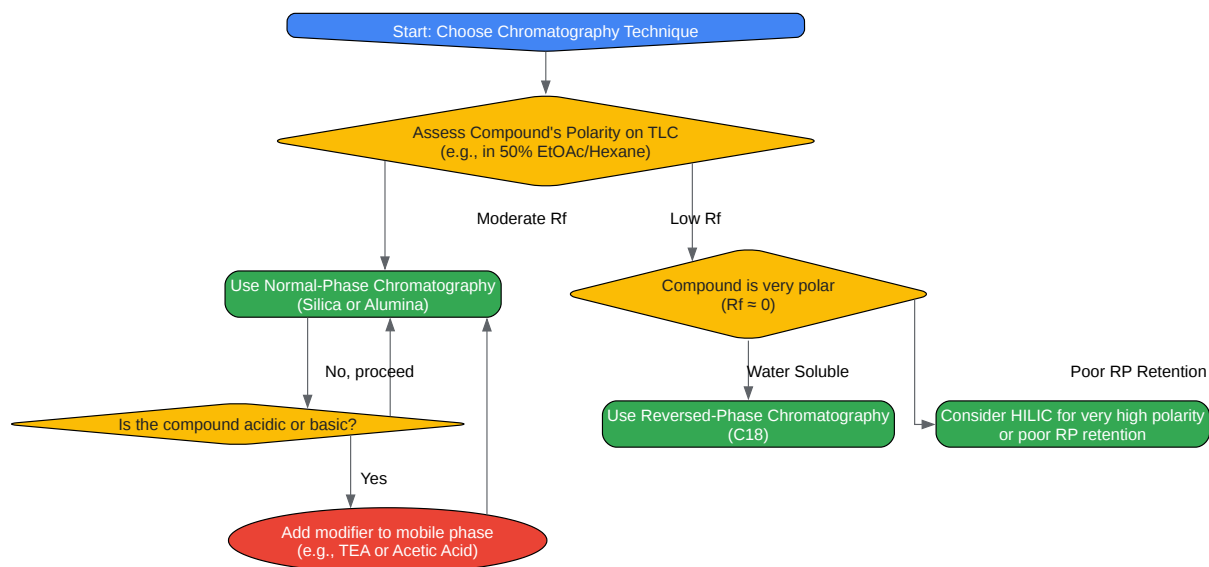 Start: Choose Chromatography Technique
Assess Compound's Polarity on TLC
(e.g., in 50% EtOAc/Hexane)
Moderate Rf
Low Rf
Use Normal-Phase Chromatography
(Silica or Alumina)
Compound is very polar
(Rf ≈ 0)
No, proceed
Water Soluble
Poor RP Retention
Is the compound acidic or basic?
Use Reversed-Phase Chromatography
(C18)
Consider HILIC for very high polarity
or poor RP retention
Yes
Add modifier to mobile phase
(e.g., TEA or Acetic Acid)